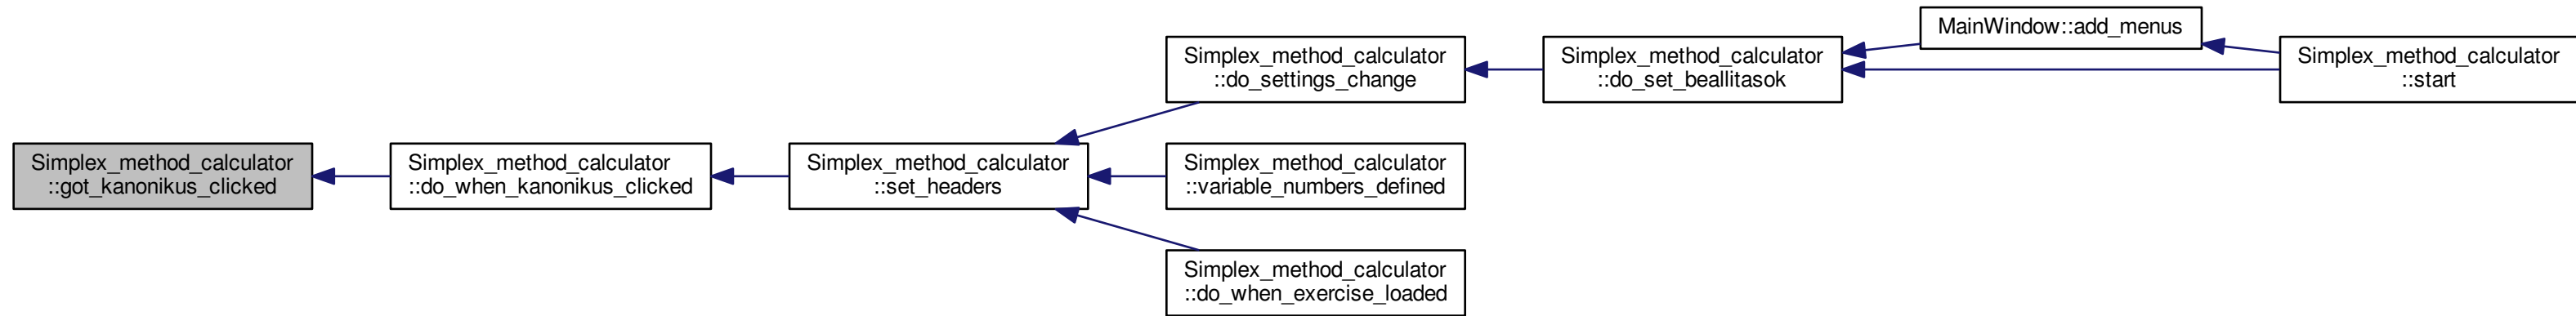 Simplex_method_calculator
::got_kanonikus_clicked
Simplex_method_calculator
::do_when_kanonikus_clicked
Simplex_method_calculator
::set_headers
Simplex_method_calculator
::do_settings_change
Simplex_method_calculator
::variable_numbers_defined
Simplex_method_calculator
::do_when_exercise_loaded
Simplex_method_calculator
::do_set_beallitasok
MainWindow::add_menus
Simplex_method_calculator
::start